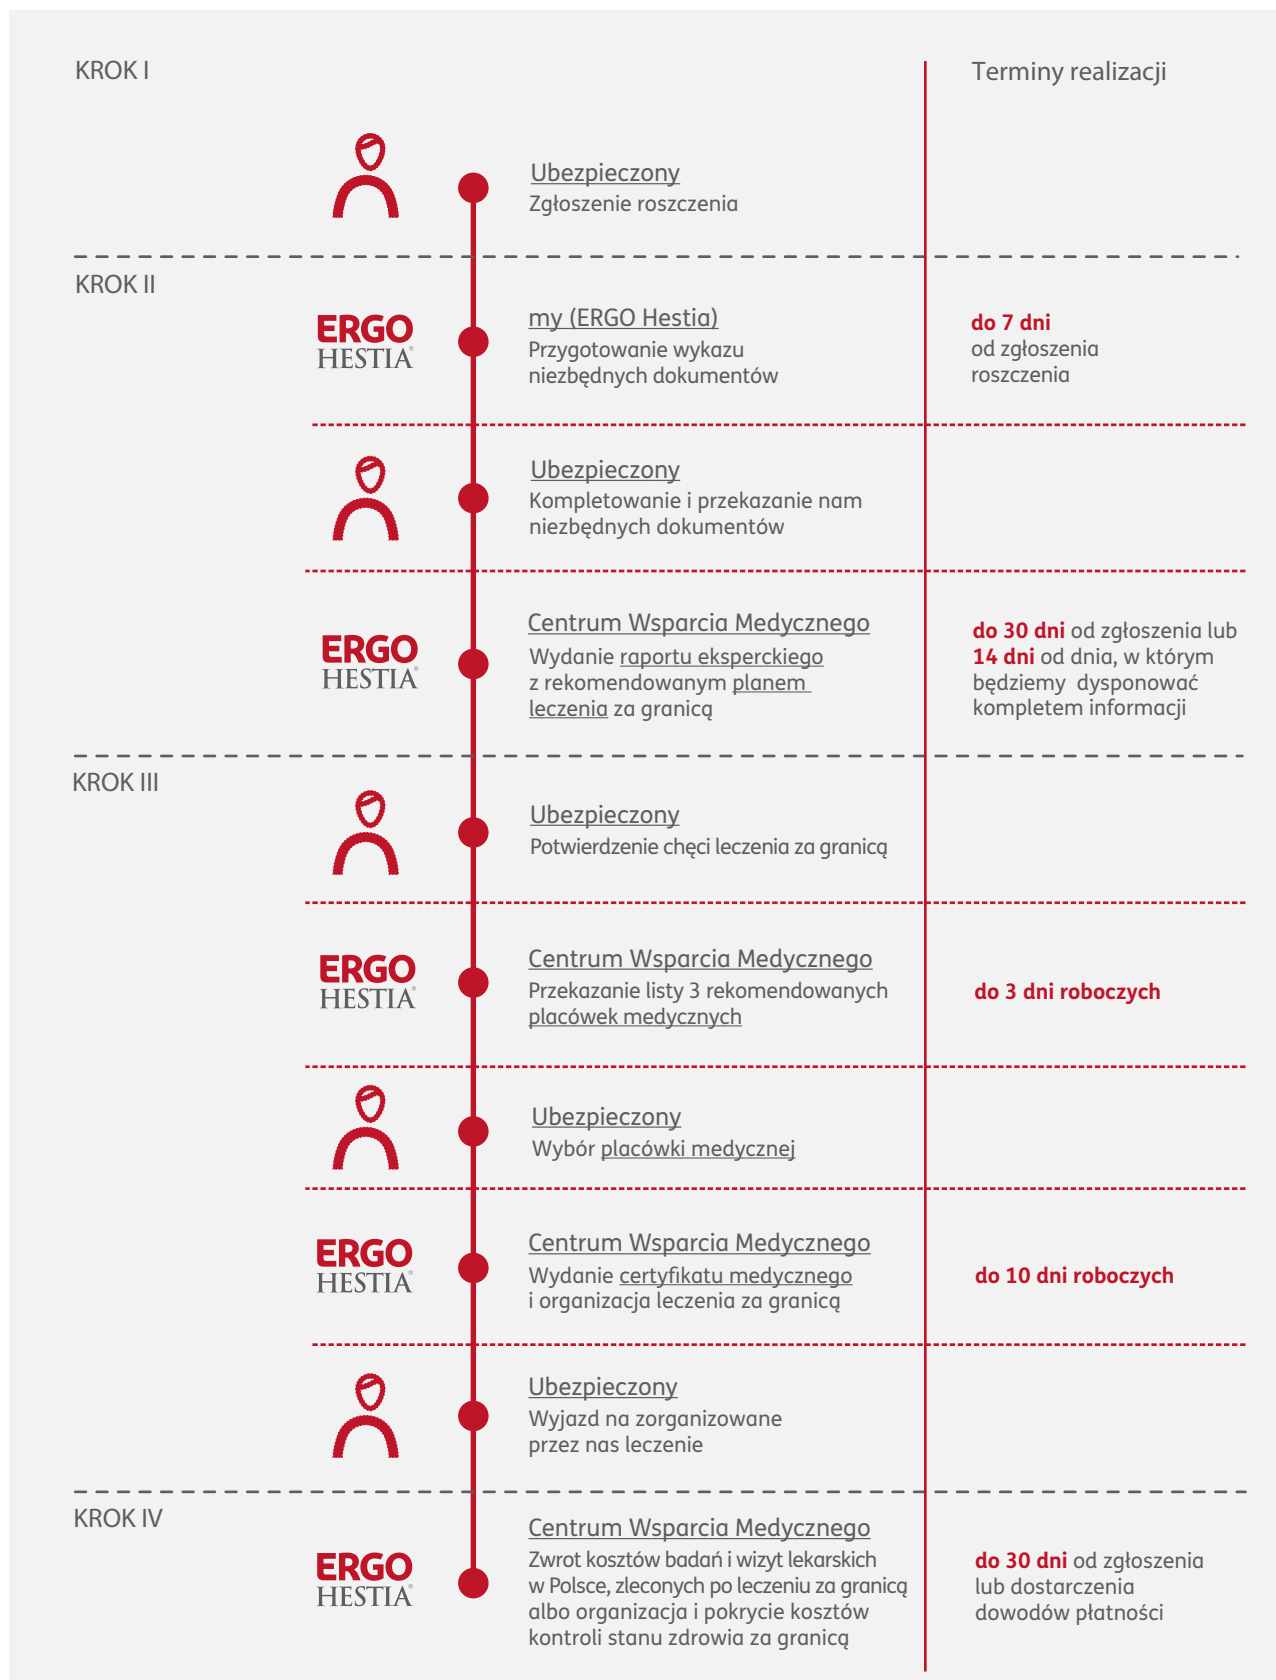 KROK I
Terminy realizacji
Ubezpieczony
Zgłoszenie roszczenia
KROK II
ERGO
HESTIA®
my (ERGO Hestia)
Przygotowanie wykazu
niezbędnych dokumentów
do 7 dni
od zgłoszenia
roszczenia
Ubezpieczony
Kompletowanie i przekazanie nam
niezbędnych dokumentów
ERGO
HESTIA®
Centrum Wsparcia Medycznego
Wydanie raportu eksperckiego
z rekomendowanym planem
leczenia za granicą
do 30 dni od zgłoszenia lub
14 dni od dnia, w którym
będziemy dysponować
kompletem informacji
KROK III
Ubezpieczony
Potwierdzenie chęci leczenia za granicą
ERGO
HESTIA®
Centrum Wsparcia Medycznego
Przekazanie listy 3 rekomendowanych
placówek medycznych
do 3 dni roboczych
Ubezpieczony
Wybór placówki medycznej
ERGO
HESTIA®
Centrum Wsparcia Medycznego
Wydanie certyfikatu medycznego
i organizacja leczenia za granicą
do 10 dni roboczych
Ubezpieczony
Wyjazd na zorganizowane
przez nas leczenie
KROK IV
ERGO
HESTIA®
Centrum Wsparcia Medycznego
Zwrot kosztów badań i wizyt lekarskich
w Polsce, zleconych po leczeniu za granicą
albo organizacja i pokrycie kosztów
kontroli stanu zdrowia za granicą
do 30 dni od zgłoszenia
lub dostarczenia
dowodów płatności